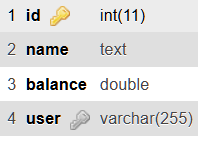 1 id int(11)
2 name text
3 balance double
4 user varchar(255)